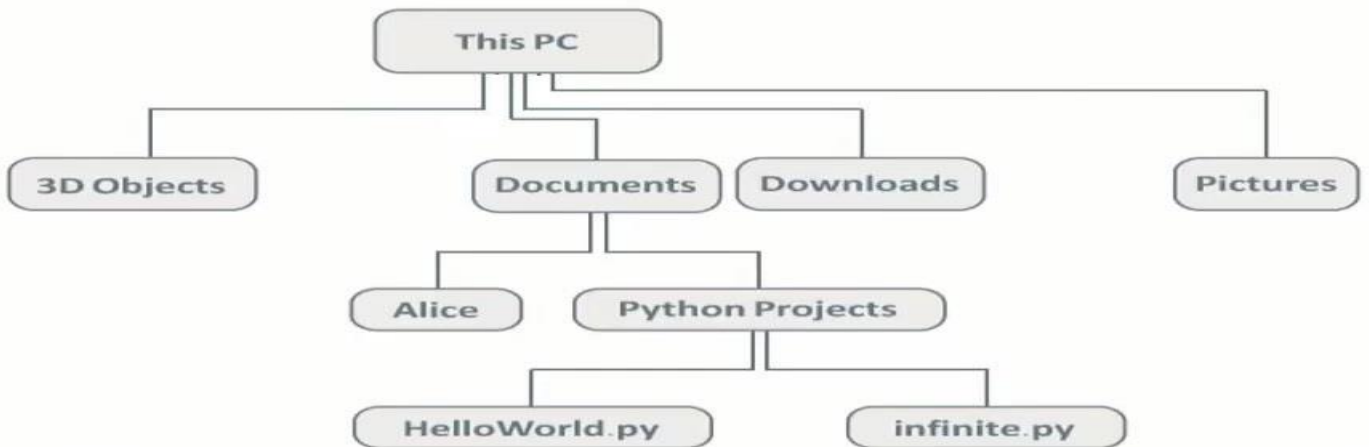 This PC
3D Objects
Documents
Downloads
Pictures
Alice
Python Projects
HelloWorld.py
infinite.py